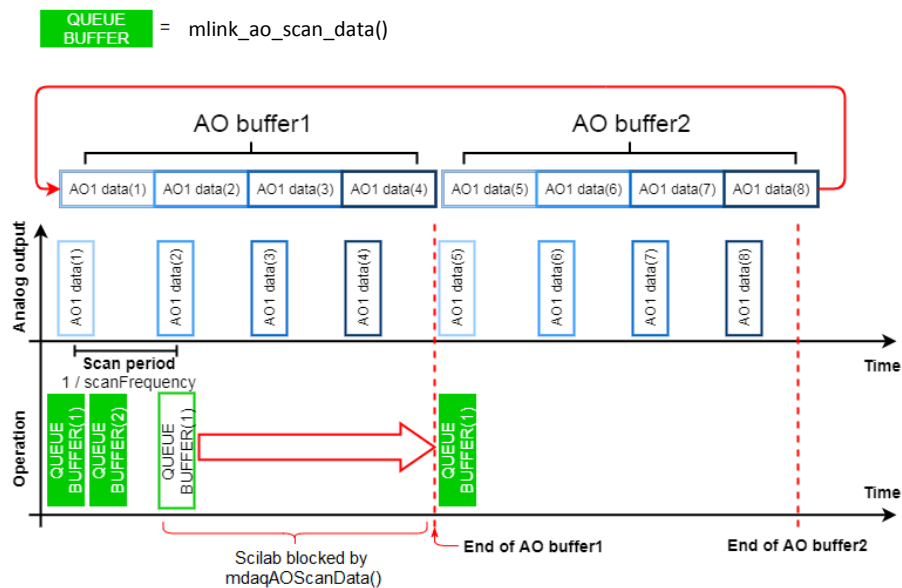 QUEUE
BUFFER
= mlink_ao_scan_data()
AO buffer1
AO buffer2
AO1 data(1)
AO1 data(2)
AO1 data(3)
AO1 data(4)
AO1 data(5)
AO1 data(6)
AO1 data(7)
AO1 data(8)
Analog output
AO1 data(1)
AO1 data(2)
AO1 data(3)
AO1 data(4)
AO1 data(5)
AO1 data(6)
AO1 data(7)
AO1 data(8)
Time
Scan period
1 / scanFrequency
Operation
QUEUE
BUFFER(1)
QUEUE
BUFFER(2)
QUEUE
BUFFER(1)
QUEUE
BUFFER(1)
Time
Scilab blocked by
mdaqAOScanData()
End of AO buffer1
End of AO buffer2